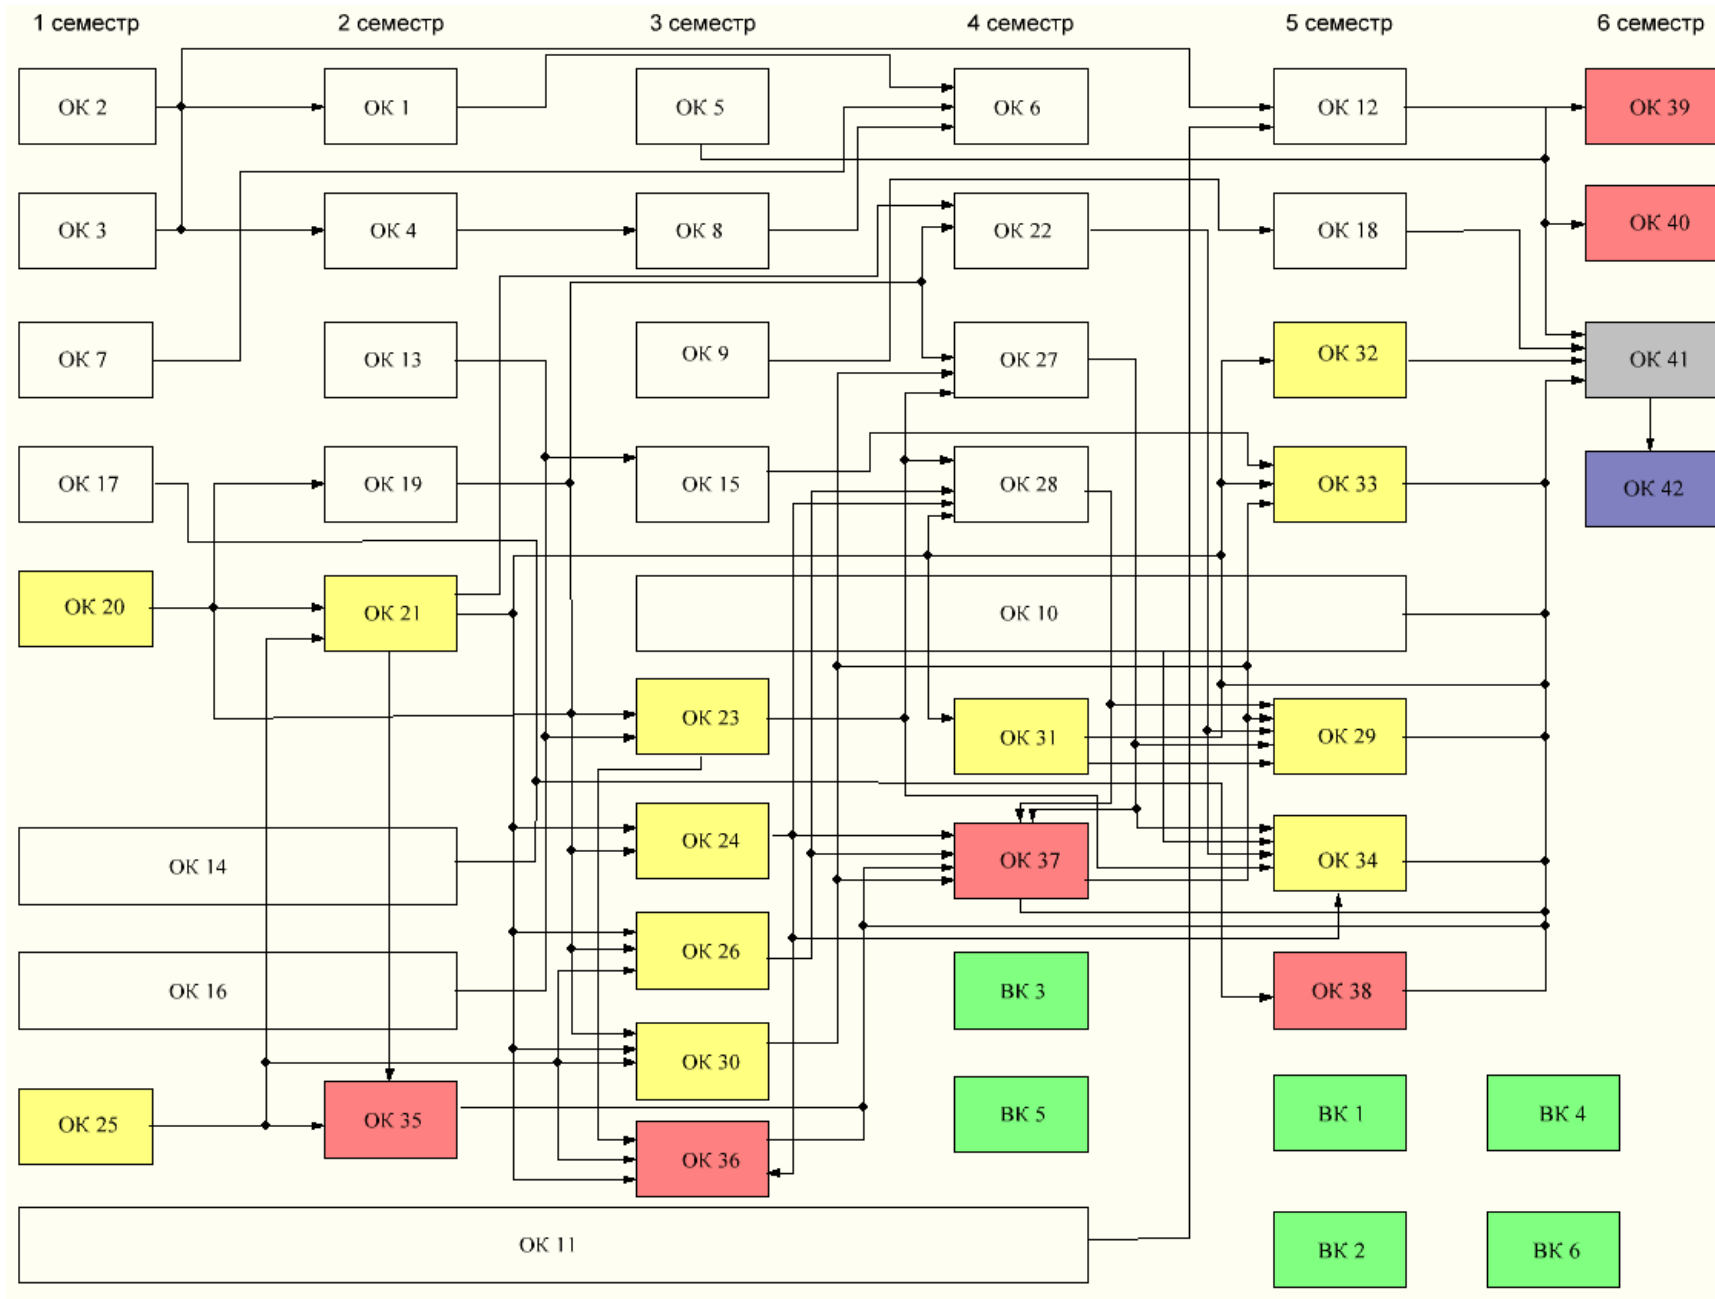 1 семестр 2 семестр 3 семестр 4 семестр 5 семестр 6 семестр
ОК 2 ОК 1 ОК 5 ОК 6 ОК 12 ОК 39
ОК 3 ОК 4 ОК 8 ОК 22 ОК 18 ОК 40
ОК 7 ОК 13 ОК 9 ОК 27 ОК 32 ОК 41
ОК 17 ОК 19 ОК 15 ОК 28 ОК 33 ОК 42
ОК 20 ОК 21 ОК 10
ОК 23 ОК 31 ОК 29
ОК 14 ОК 24 ОК 37 ОК 34
ОК 16 ОК 26 ВК 3 ОК 38
ОК 30
ОК 25 ОК 35 ВК 5 ВК 1 ВК 4
ОК 36
ОК 11 ВК 2 ВК 6